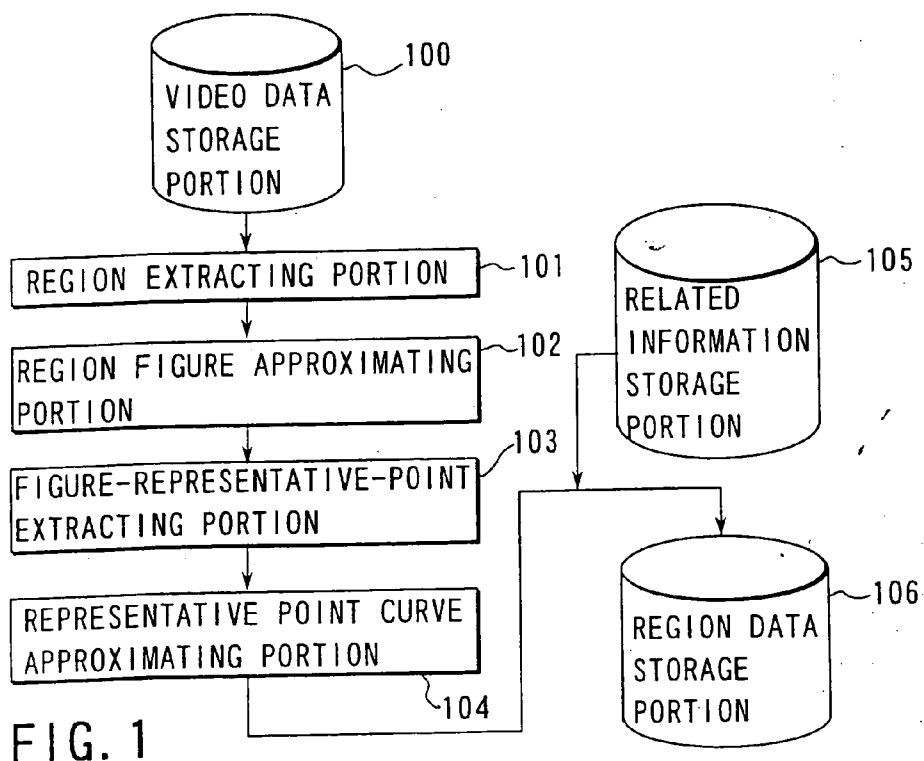 100
VIDEO DATA
STORAGE
PORTION
REGION EXTRACTING PORTION
101
REGION FIGURE APPROXIMATING
PORTION
102
FIGURE-REPRESENTATIVE-POINT
EXTRACTING PORTION
103
REPRESENTATIVE POINT CURVE
APPROXIMATING PORTION
104
RELATED
INFORMATION
STORAGE
PORTION
105
REGION DATA
STORAGE
PORTION
106
FIG. 1